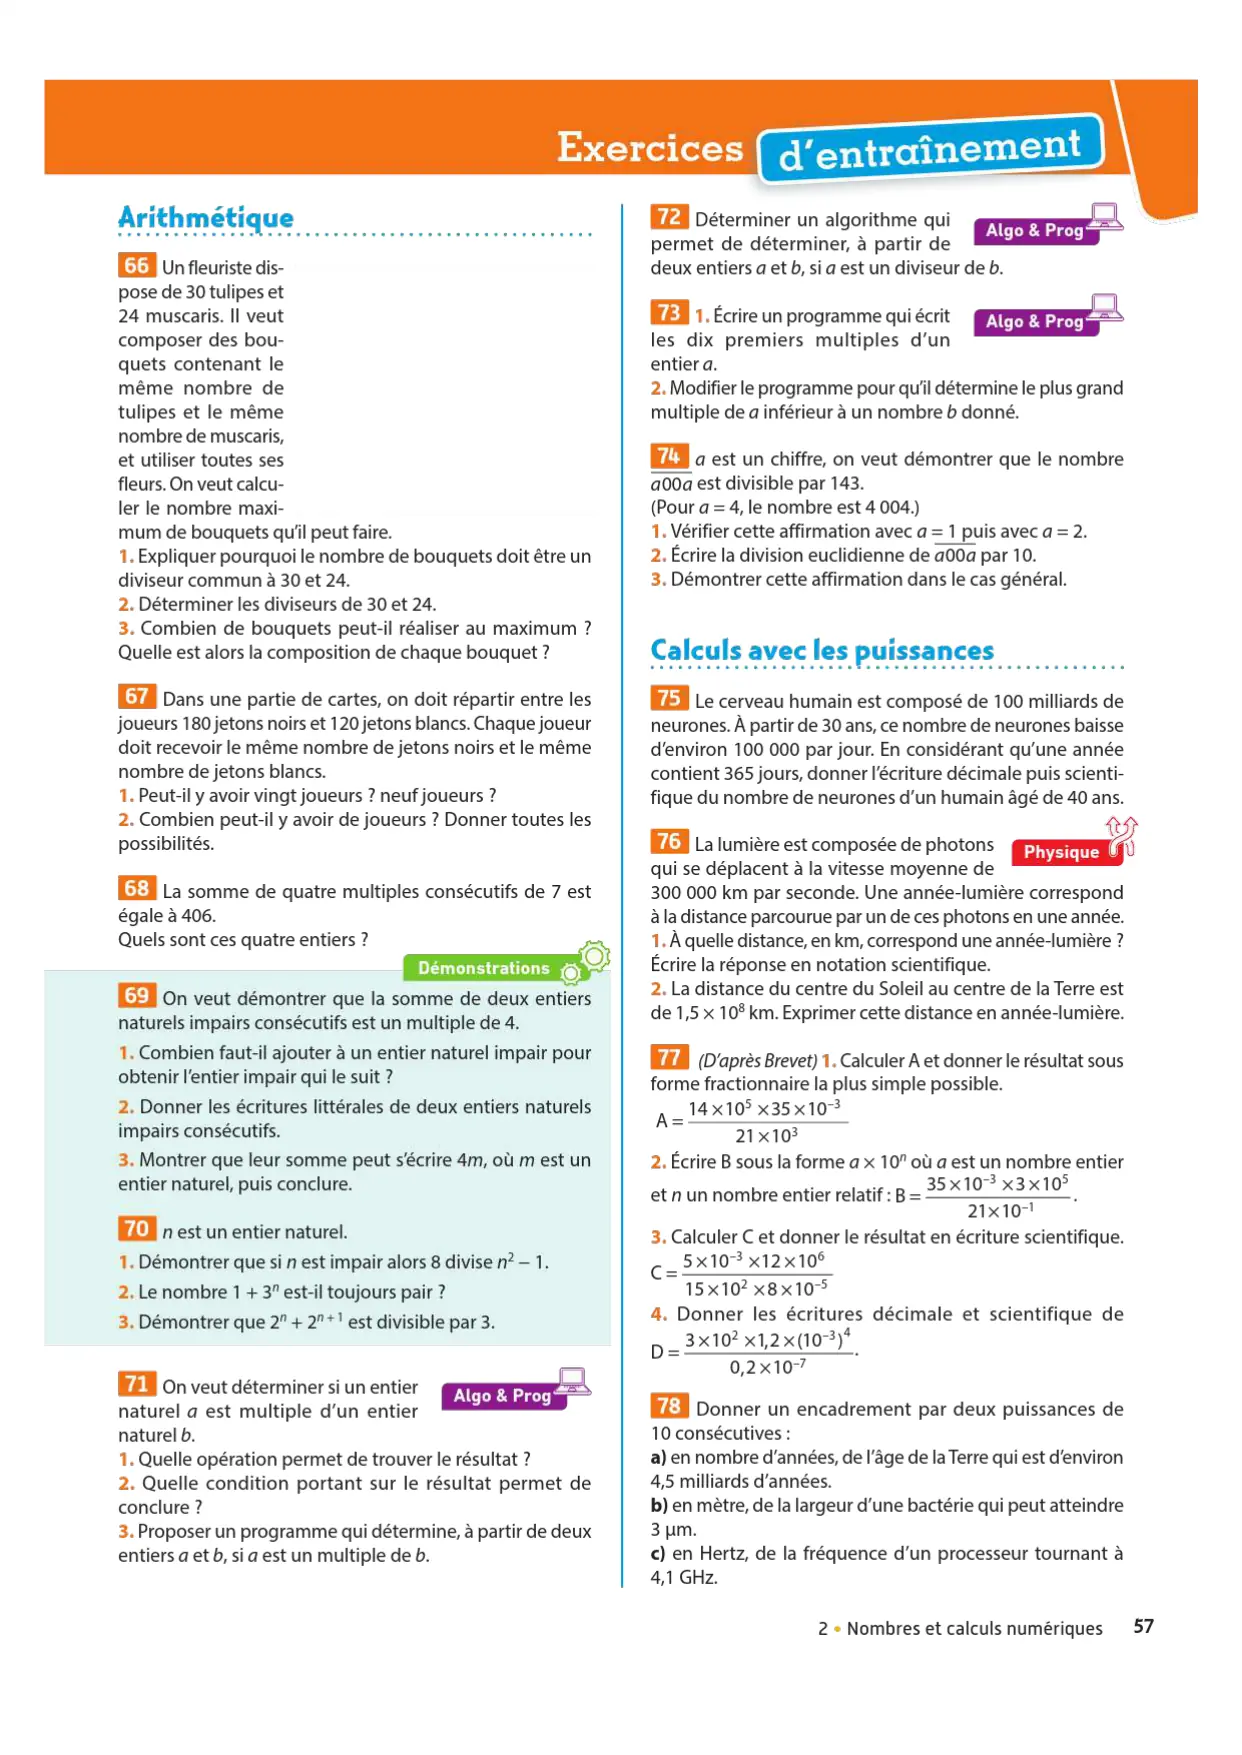 Exercices d'entraînement
Arithmétique
66 Un fleuriste dis-
pose de 30 tulipes et
24 muscaris. Il veut
composer des bou-
quets contenant le
même nombre de
tulipes et le même
nombre de muscaris,
et utiliser toutes ses
fleurs. On veut calcu-
ler le nombre maxi-
mum de bouquets qu'il peut faire.
1. Expliquer pourquoi le nombre de bouquets doit être un
diviseur commun à 30 et 24.
2. Déterminer les diviseurs de 30 et 24.
3. Combien de bouquets peut-il réaliser au maximum ?
Quelle est alors la composition de chaque bouquet ?
67 Dans une partie de cartes, on doit répartir entre les
joueurs 180 jetons noirs et 120 jetons blancs. Chaque joueur
doit recevoir le même nombre de jetons noirs et le même
nombre de jetons blancs.
1. Peut-il y avoir vingt joueurs ? neuf joueurs ?
2. Combien peut-il y avoir de joueurs ? Donner toutes les
possibilités.
68 La somme de quatre multiples consécutifs de 7 est
égale à 406.
Quels sont ces quatre entiers ?
Démonstrations
69 On veut démontrer que la somme de deux entiers
naturels impairs consécutifs est un multiple de 4.
1. Combien faut-il ajouter à un entier naturel impair pour
obtenir l'entier impair qui le suit ?
2. Donner les écritures littérales de deux entiers naturels
impairs consécutifs.
3. Montrer que leur somme peut s'écrire 4m, où m est un
entier naturel, puis conclure.
70 n est un entier naturel.
1. Démontrer que si n est impair alors 8 divise n² − 1.
2. Le nombre 1 + 3ⁿ est-il toujours pair ?
3. Démontrer que 2ⁿ + 2ⁿ⁺¹ est divisible par 3.
71 On veut déterminer si un entier
Algo & Prog
naturel a est multiple d'un entier
naturel b.
1. Quelle opération permet de trouver le résultat ?
2. Quelle condition portant sur le résultat permet de
conclure ?
3. Proposer un programme qui détermine, à partir de deux
entiers a et b, si a est un multiple de b.
72 Déterminer un algorithme qui
Algo & Prog
permet de déterminer, à partir de
deux entiers a et b, si a est un diviseur de b.
73 1. Écrire un programme qui écrit
Algo & Prog
les dix premiers multiples d'un
entier a.
2. Modifier le programme pour qu'il détermine le plus grand
multiple de a inférieur à un nombre b donné.
74 a est un chiffre, on veut démontrer que le nombre
a̅0̅0̅a̅ est divisible par 143.
(Pour a = 4, le nombre est 4 004.)
1. Vérifier cette affirmation avec a = 1 puis avec a = 2.
2. Écrire la division euclidienne de a̅0̅0̅a̅ par 10.
3. Démontrer cette affirmation dans le cas général.
Calculs avec les puissances
75 Le cerveau humain est composé de 100 milliards de
neurones. À partir de 30 ans, ce nombre de neurones baisse
d'environ 100 000 par jour. En considérant qu'une année
contient 365 jours, donner l'écriture décimale puis scienti-
fique du nombre de neurones d'un humain âgé de 40 ans.
76 La lumière est composée de photons
Physique
qui se déplacent à la vitesse moyenne de
300 000 km par seconde. Une année-lumière correspond
à la distance parcourue par un de ces photons en une année.
1. À quelle distance, en km, correspond une année-lumière ?
Écrire la réponse en notation scientifique.
2. La distance du centre du Soleil au centre de la Terre est
de 1,5 × 10⁸ km. Exprimer cette distance en année-lumière.
77 (D'après Brevet) 1. Calculer A et donner le résultat sous
forme fractionnaire la plus simple possible.
A = 14 × 10⁵ × 35 × 10⁻³
21 × 10³
2. Écrire B sous la forme a × 10ⁿ où a est un nombre entier
et n un nombre entier relatif : B = 35 × 10⁻³ × 3 × 10⁵
21 × 10⁻¹ .
3. Calculer C et donner le résultat en écriture scientifique.
C = 5 × 10⁻³ × 12 × 10⁶
15 × 10² × 8 × 10⁻⁵
4. Donner les écritures décimale et scientifique de
D = 3 × 10² × 1,2 × (10⁻³)⁴
0,2 × 10⁻⁷ .
78 Donner un encadrement par deux puissances de
10 consécutives :
a) en nombre d'années, de l'âge de la Terre qui est d'environ
4,5 milliards d'années.
b) en mètre, de la largeur d'une bactérie qui peut atteindre
3 µm.
c) en Hertz, de la fréquence d'un processeur tournant à
4,1 GHz.
2 • Nombres et calculs numériques 57